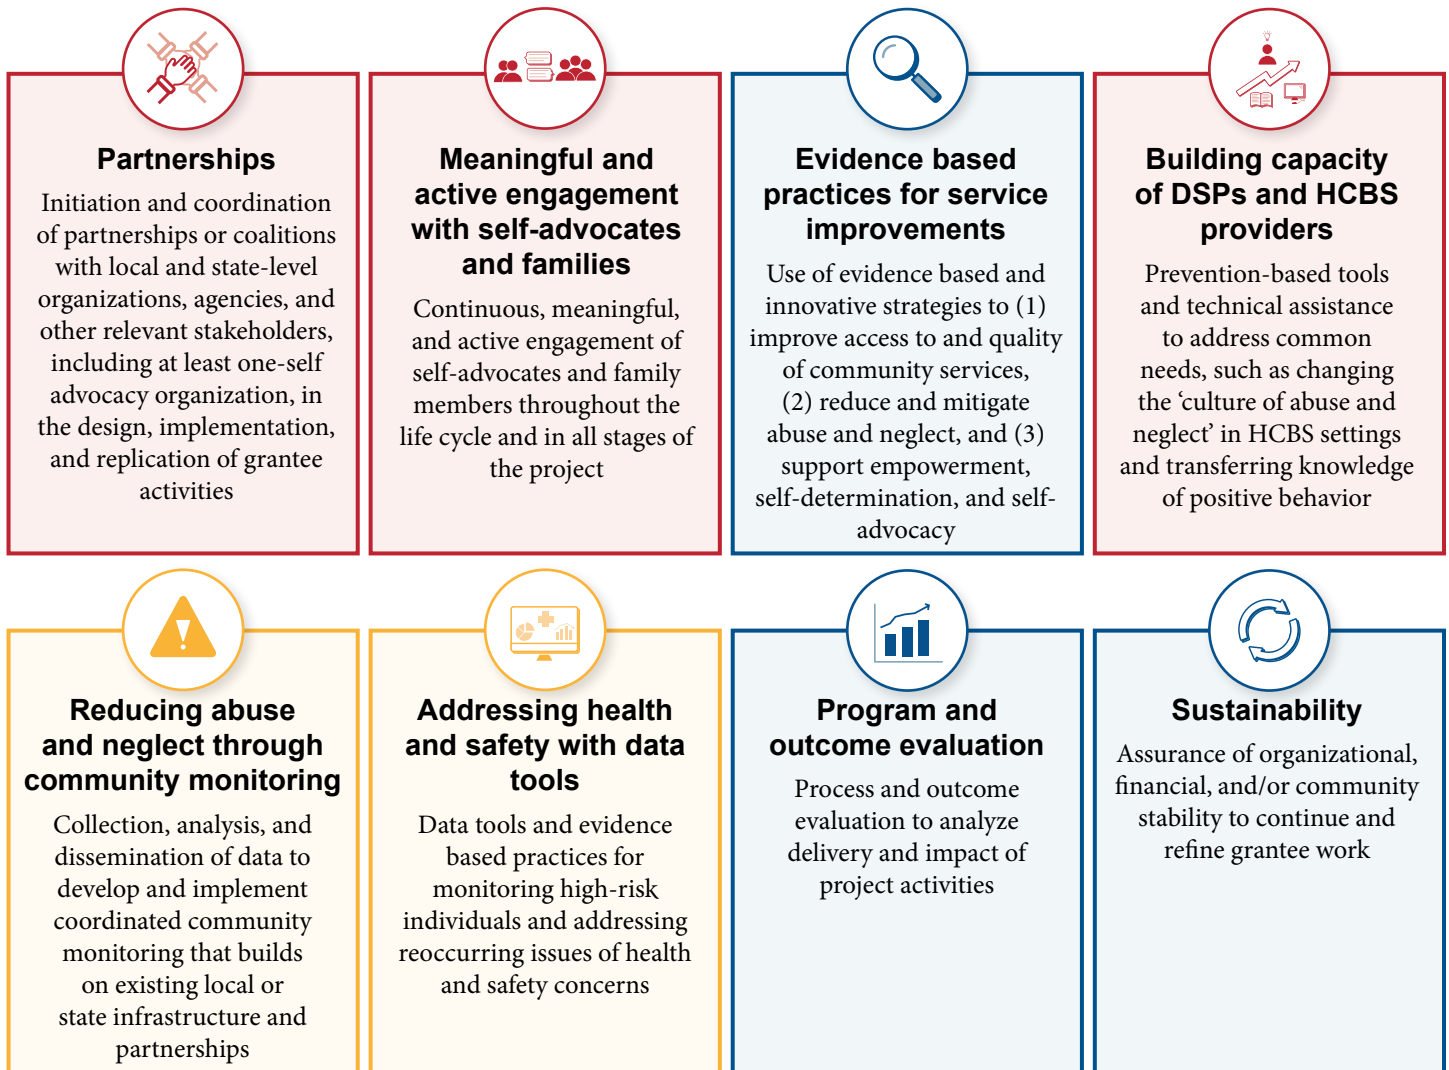 Partnerships
Initiation and coordination
of partnerships or coalitions
with local and state-level
organizations, agencies, and
other relevant stakeholders,
including at least one-self
advocacy organization, in
the design, implementation,
and replication of grantee
activities
Meaningful and
active engagement
with self-advocates
and families
Continuous, meaningful,
and active engagement of
self-advocates and family
members throughout the
life cycle and in all stages of
the project
Evidence based
practices for service
improvements
Use of evidence based and
innovative strategies to (1)
improve access to and quality
of community services,
(2) reduce and mitigate
abuse and neglect, and (3)
support empowerment,
self-determination, and self-
advocacy
Building capacity
of DSPs and HCBS
providers
Prevention-based tools
and technical assistance
to address common
needs, such as changing
the ‘culture of abuse and
neglect’ in HCBS settings
and transferring knowledge
of positive behavior
Reducing abuse
and neglect through
community monitoring
Collection, analysis, and
dissemination of data to
develop and implement
coordinated community
monitoring that builds
on existing local or
state infrastructure and
partnerships
Addressing health
and safety with data
tools
Data tools and evidence
based practices for
monitoring high-risk
individuals and addressing
reoccurring issues of health
and safety concerns
Program and
outcome evaluation
Process and outcome
evaluation to analyze
delivery and impact of
project activities
Sustainability
Assurance of organizational,
financial, and/or community
stability to continue and
refine grantee work